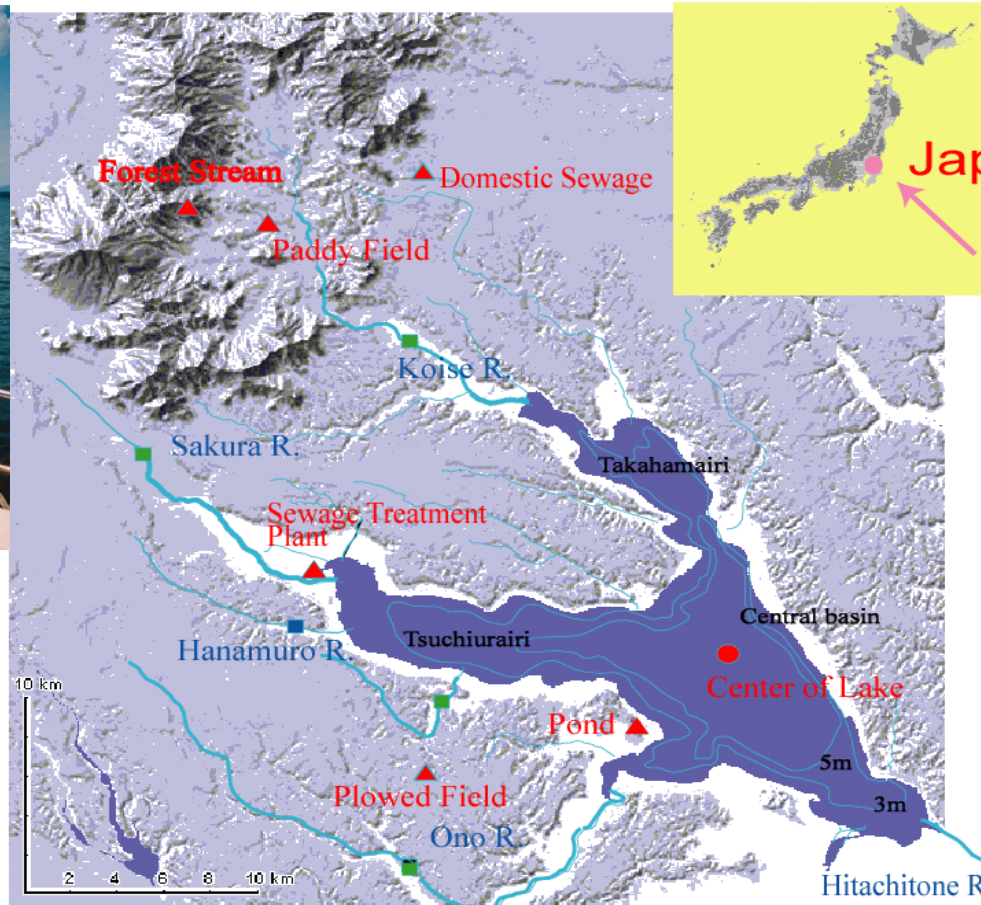 Jap
Forest Stream
Domestic Sewage
Paddy Field
Koise R.
Sakura R.
Takahamairi
Sewage Treatment
Plant
Central basin
Tsuchiurairi
Hanamuro R.
Center of Lake
10 km
Pond
5m
Plowed Field
3m
Ono R.
2 4 6 8 10 km
Hitachitone R